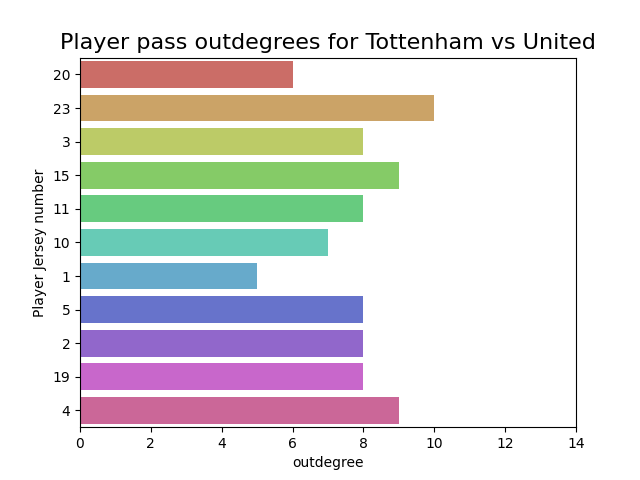 Player pass outdegrees for Tottenham vs United
Player Jersey number
20
23
3
15
11
10
1
5
2
19
4
0 2 4 6 8 10 12 14
outdegree